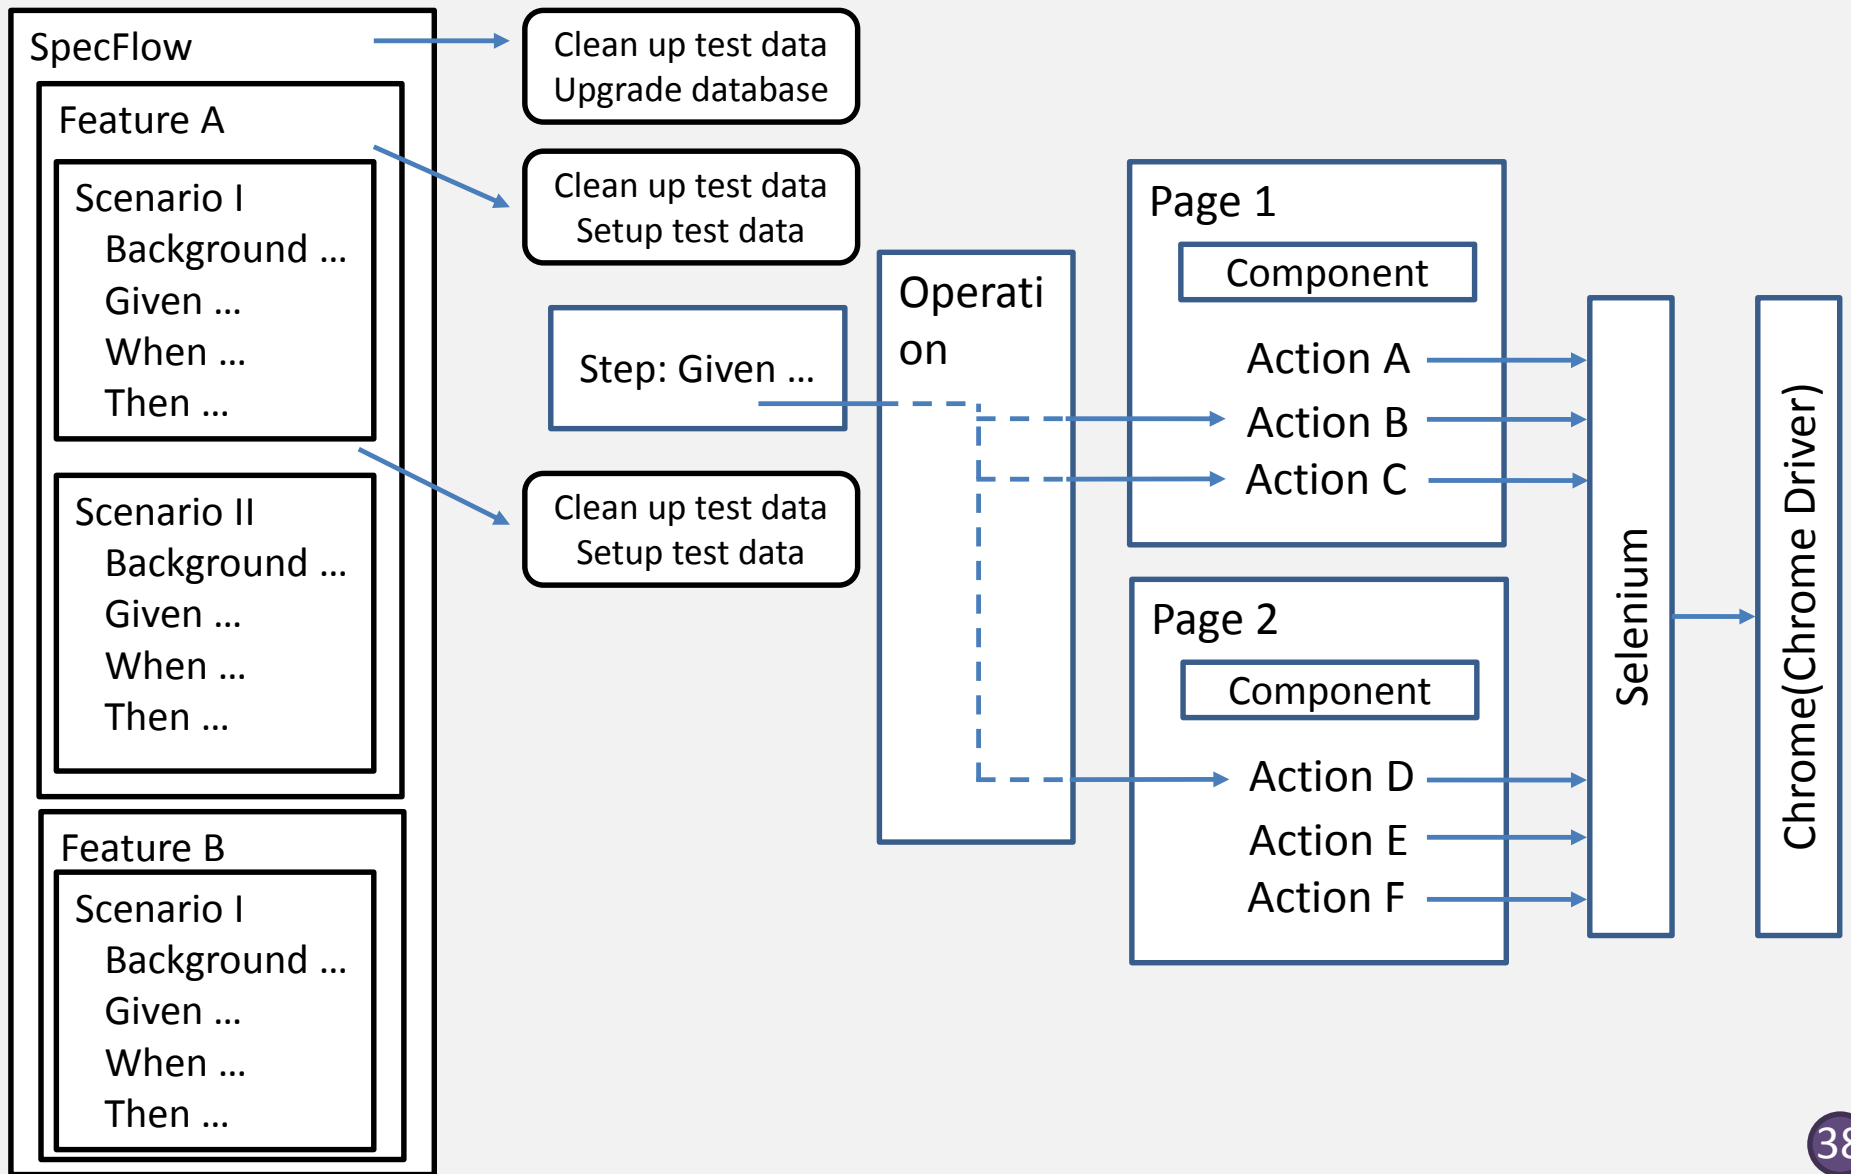 SpecFlow
Feature A
Scenario I
Background ...
Given ...
When ...
Then ...
Scenario II
Background ...
Given ...
When ...
Then ...
Feature B
Scenario I
Background ...
Given ...
When ...
Then ...
Clean up test data
Upgrade database
Clean up test data
Setup test data
Step: Given ...
Clean up test data
Setup test data
Operati
on
Page 1
Component
Action A
Action B
Action C
Page 2
Component
Action D
Action E
Action F
Selenium
Chrome(Chrome Driver)
38